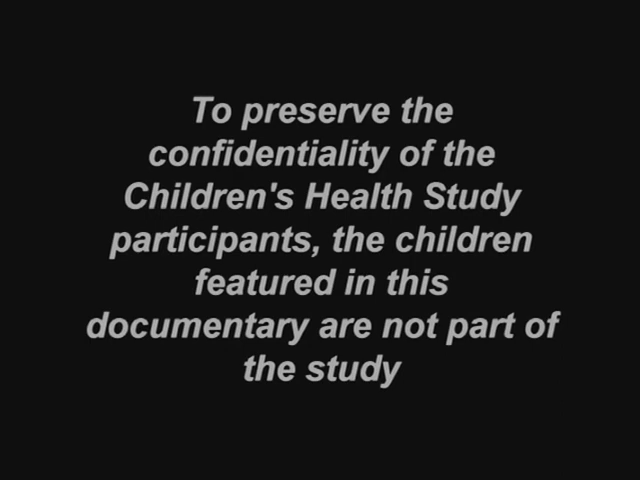 To preserve the
confidentiality of the
Children's Health Study
participants, the children
featured in this
documentary are not part of
the study